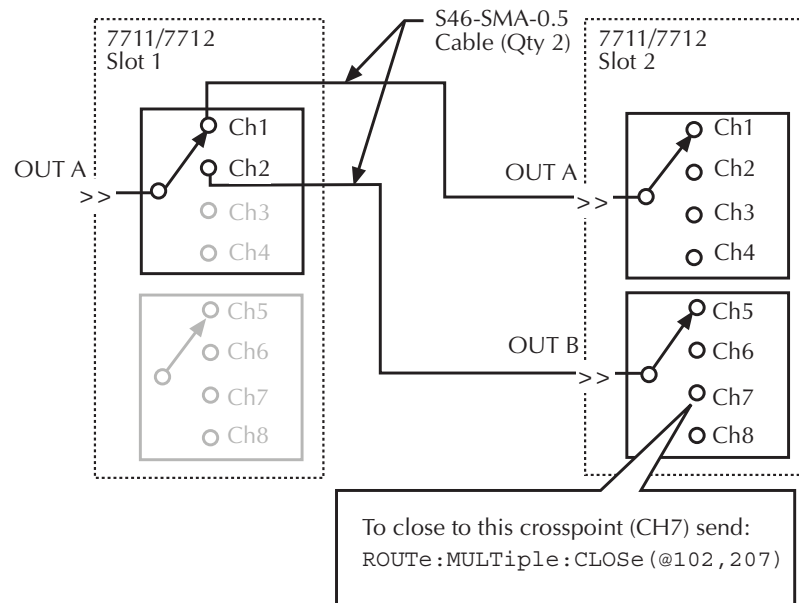 S46-SMA-0.5
Cable (Qty 2)
7711/7712
Slot 1
OUT A
>>
Ch1
Ch2
Ch3
Ch4
Ch5
Ch6
Ch7
Ch8
7711/7712
Slot 2
OUT A
>>
Ch1
Ch2
Ch3
Ch4
OUT B
>>
Ch5
Ch6
Ch7
Ch8
To close to this crosspoint (CH7) send:
ROUTe:MULTiple:CLOSe(@102,207)